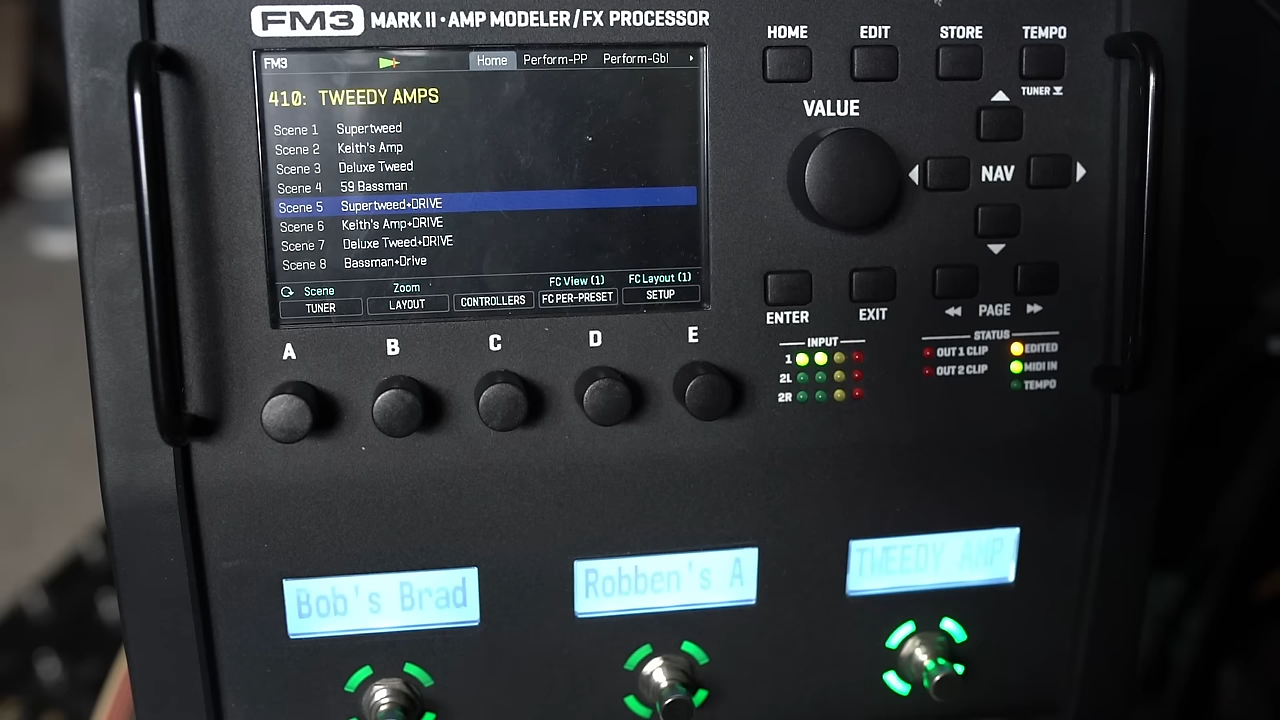 FM3 MARK II • AMP MODELER/FX PROCESSOR
FM3 Home Perform-PP Perform-Gbl
410: TWEEDY AMPS
Scene 1 Supertweed
Scene 2 Keith's Amp
Scene 3 Deluxe Tweed
Scene 4 59 Bassman
Scene 5 Supertweed+DRIVE
Scene 6 Keith's Amp+DRIVE
Scene 7 Deluxe Tweed+DRIVE
Scene 8 Bassman+Drive
Scene Zoom FC View (1) FC Layout (1)
TUNER LAYOUT CONTROLLERS FC PER-PRESET SETUP
A B C D E
HOME EDIT STORE TEMPO
TUNER
VALUE
NAV
ENTER EXIT PAGE
INPUT
1
2L
2R
STATUS
OUT 1 CLIP EDITED
OUT 2 CLIP MIDI IN
TEMPO
Bob's Brad
Robben's A
TWEEDY AMP